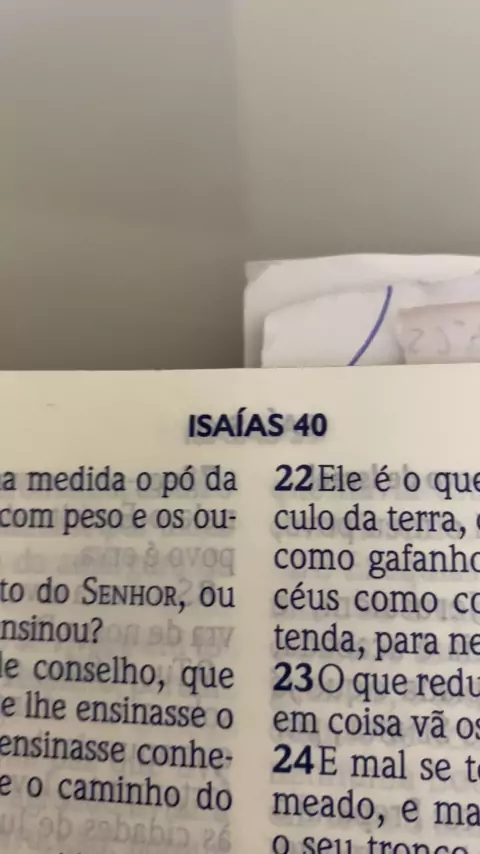 ISAÍAS 40
a medida o pó da
com peso e os ou-
to do SENHOR, ou
nsinou?
le conselho, que
e lhe ensinasse o
ensinasse conhe-
e o caminho do
22Ele é o que
culo da terra,
como gafanho
céus como co
tenda, para ne
23O que redu
em coisa vã os
24E mal se te
meado, e ma
o seu tronco